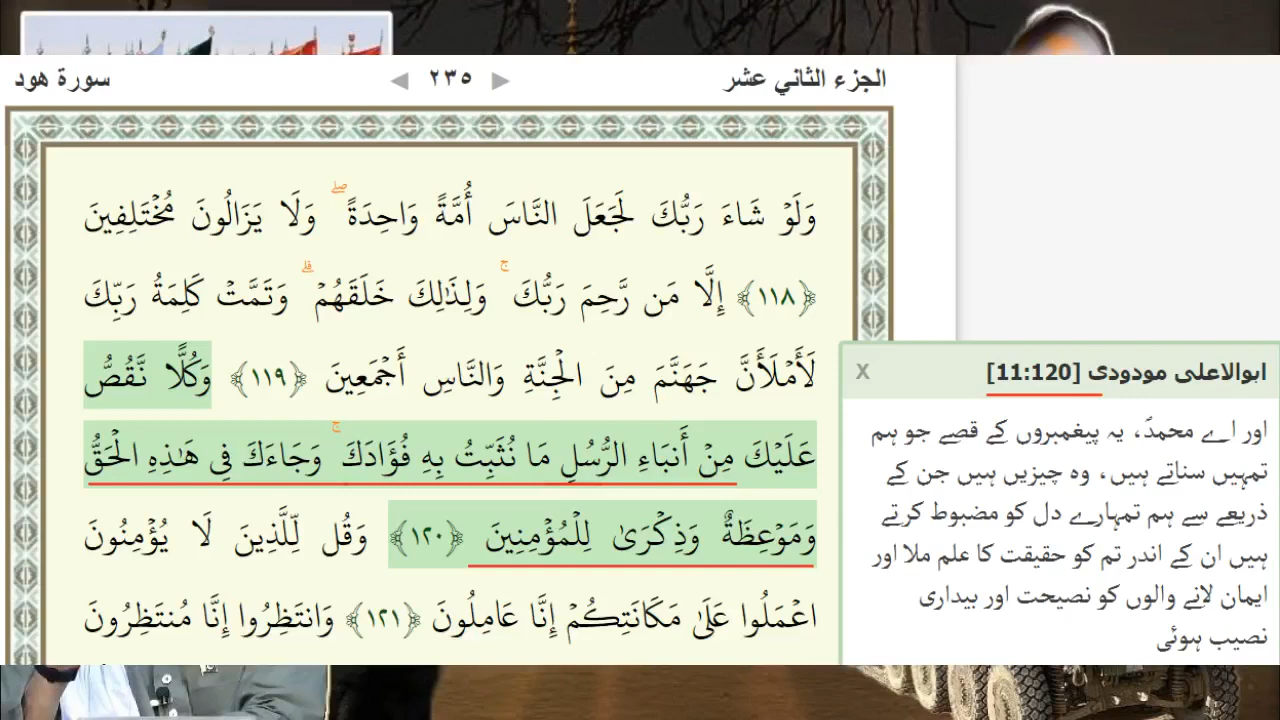 الجزء الثاني عشر
◀ ٢٣٥ ▶
سورة هود
وَلَوْ شَاءَ رَبُّكَ لَجَعَلَ النَّاسَ أُمَّةً وَاحِدَةً ۖ وَلَا يَزَالُونَ مُخْتَلِفِينَ
﴿١١٨﴾ إِلَّا مَن رَّحِمَ رَبُّكَ ۚ وَلِذَٰلِكَ خَلَقَهُمْ ۗ وَتَمَّتْ كَلِمَةُ رَبِّكَ
لَأَمْلَأَنَّ جَهَنَّمَ مِنَ الْجِنَّةِ وَالنَّاسِ أَجْمَعِينَ ﴿١١٩﴾ وَكُلًّا نَّقُصُّ
عَلَيْكَ مِنْ أَنبَاءِ الرُّسُلِ مَا نُثَبِّتُ بِهِ فُؤَادَكَ ۚ وَجَاءَكَ فِي هَٰذِهِ الْحَقُّ
وَمَوْعِظَةٌ وَذِكْرَىٰ لِلْمُؤْمِنِينَ ﴿١٢٠﴾ وَقُل لِّلَّذِينَ لَا يُؤْمِنُونَ
اعْمَلُوا عَلَىٰ مَكَانَتِكُمْ إِنَّا عَامِلُونَ ﴿١٢١﴾ وَانتَظِرُوا إِنَّا مُنتَظِرُونَ
ابوالاعلی مودودی [11:120]
X
اور اے محمدؐ، یہ پیغمبروں کے قصے جو ہم
تمہیں سناتے ہیں، وہ چیزیں ہیں جن کے
ذریعے سے ہم تمہارے دل کو مضبوط کرتے
ہیں ان کے اندر تم کو حقیقت کا علم ملا اور
ایمان لانے والوں کو نصیحت اور بیداری
نصیب ہوئی